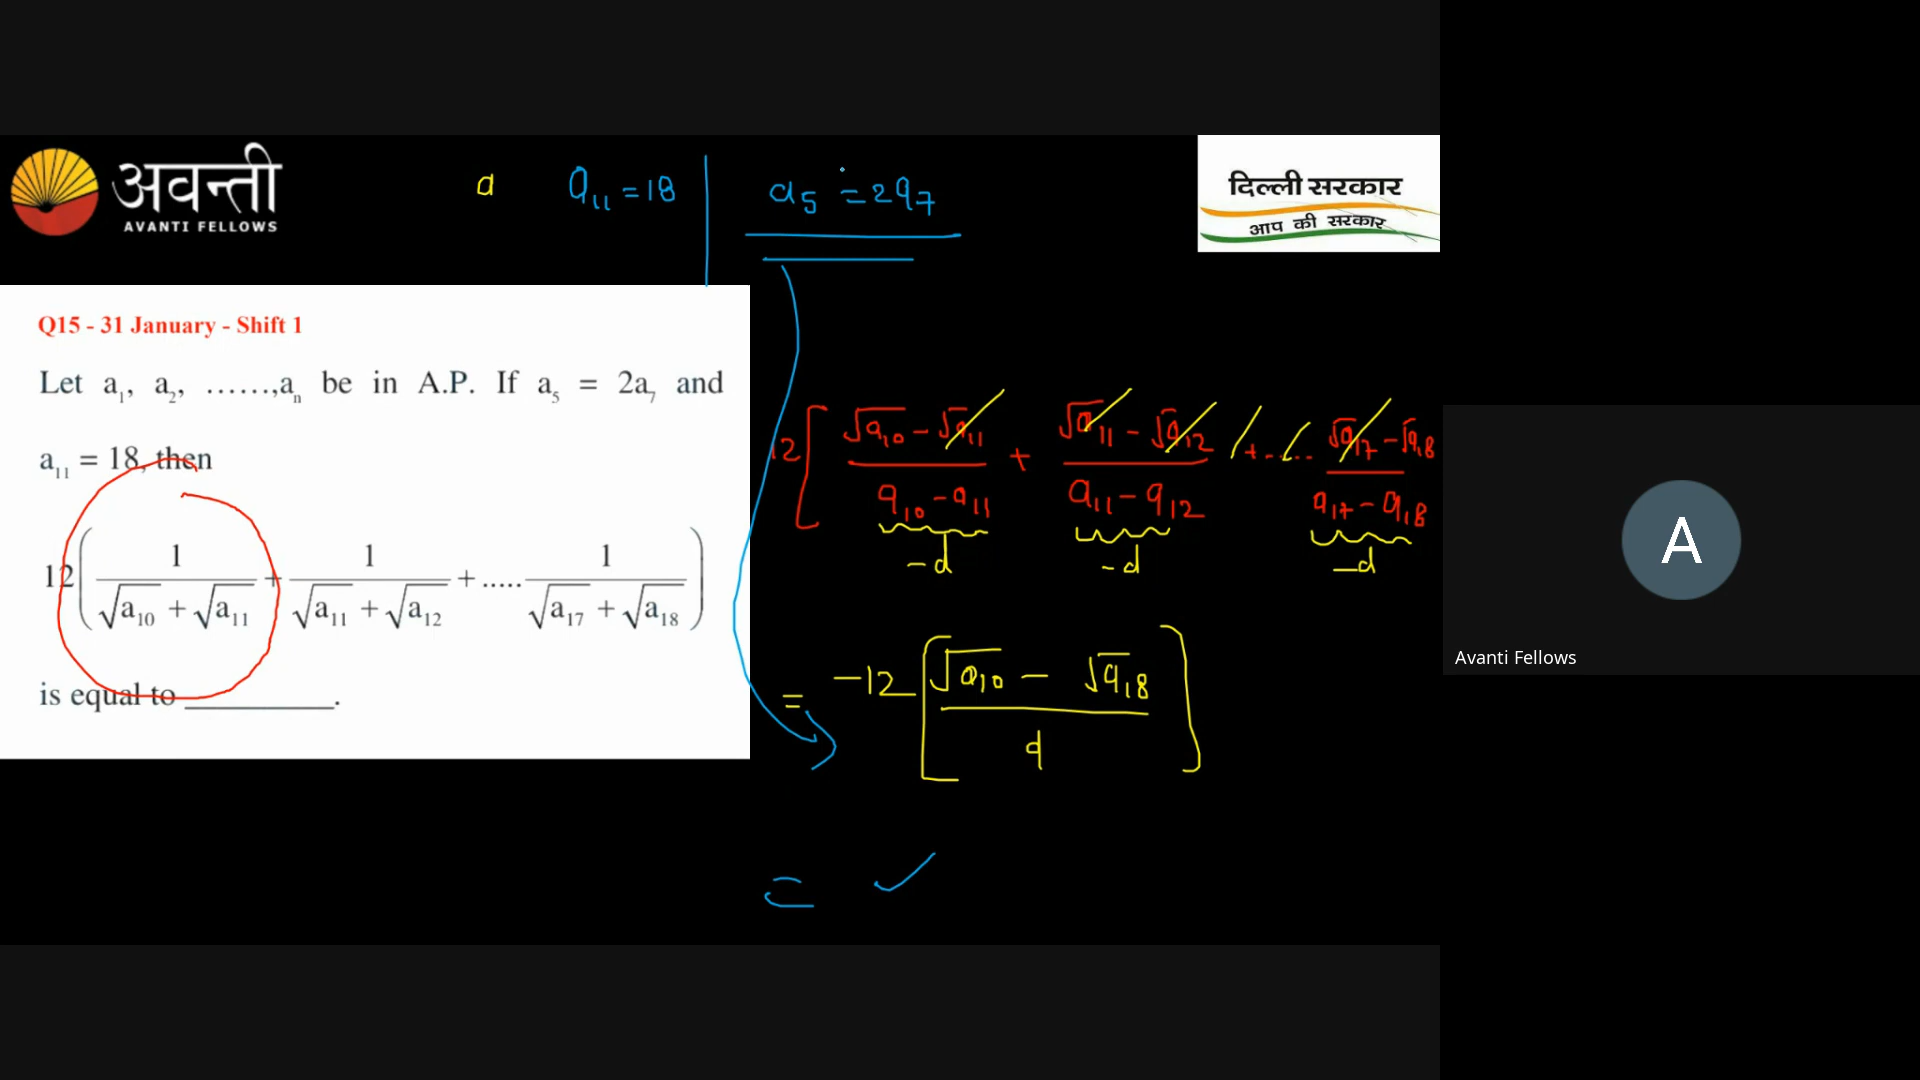 अवन्ती
AVANTI FELLOWS
a a₁₁ = 18 a₅ = 2a₇
दिल्ली सरकार
आप की सरकार
Q15 - 31 January - Shift 1
Let a₁, a₂, ......,aₙ be in A.P. If a₅ = 2a₇ and
a₁₁ = 18, then
12(1/(√a₁₀ + √a₁₁) + 1/(√a₁₁ + √a₁₂) + ..... 1/(√a₁₇ + √a₁₈))
is equal to __________.
12[(√a₁₀ - √a₁₁)/(a₁₀ - a₁₁) + (√a₁₁ - √a₁₂)/(a₁₁ - a₁₂) + ..... (√a₁₇ - √a₁₈)/(a₁₇ - a₁₈)
-d -d -d
= -12[(√a₁₀ - √a₁₈)/d]
= ✓
A
Avanti Fellows